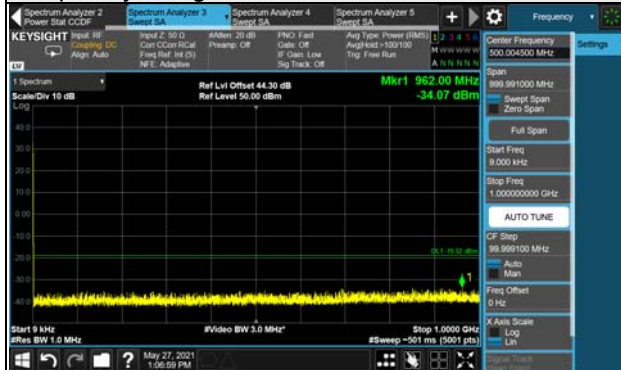 Spectrum Analyzer 2
Power Stat CCDF
Spectrum Analyzer 3
Swept SA
Spectrum Analyzer 4
Swept SA
Spectrum Analyzer 5
Swept SA
+
Frequency
KEYSIGHT
Input: RF
Coupling: DC
Align: Auto
Input Z: 50 Ω
Corr CCorr RCal
Freq Ref: Int (S)
NFE: Adaptive
#Atten: 20 dB
Preamp: Off
PNO: Fast
Gate: Off
IF Gain: Low
Sig Track: Off
Avg Type: Power (RMS)
Avg|Hold:>100/100
Trig: Free Run
1 2 3 4 5 6
M W W W W W
A N N N N N
LV
1 Spectrum
Scale/Div 10 dB
Log
Ref Lvl Offset 44.30 dB
Ref Level 50.00 dBm
Mkr1 962.00 MHz
-34.07 dBm
40.0
30.0
20.0
10.0
0.00
-10.0
-20.0
-30.0
-40.0
1
Start 9 kHz
#Res BW 1.0 MHz
#Video BW 3.0 MHz*
Stop 1.0000 GHz
#Sweep ~501 ms (5001 pts)
May 27, 2021
1:06:59 PM
Center Frequency
500.004500 MHz
Settings
Span
999.991000 MHz
Swept Span
Zero Span
Full Span
Start Freq
9.000 kHz
Stop Freq
1.000000000 GHz
AUTO TUNE
CF Step
99.999100 MHz
Auto
Man
Freq Offset
0 Hz
X Axis Scale
Log
Lin
Signal Track